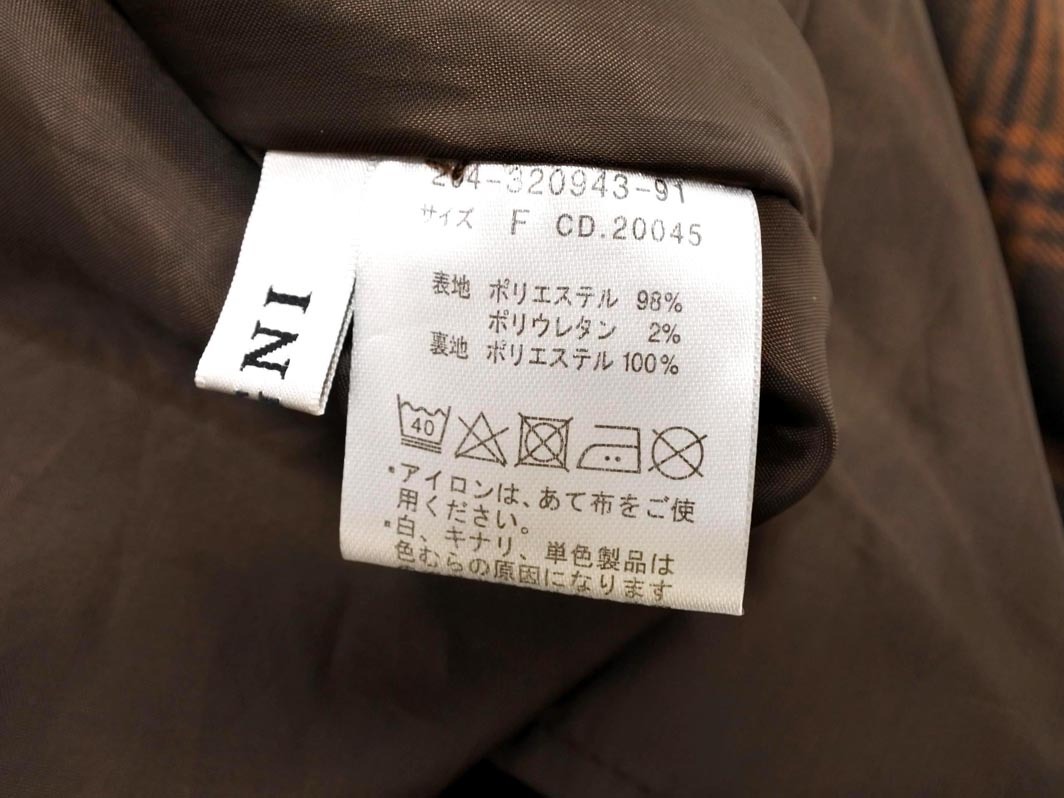 204-320943-91
サイズ F CD.20045
表地 ポリエステル 98%
ポリウレタン 2%
裏地 ポリエステル 100%
40
•アイロンは、あて布をご使
用ください。
•白、キナリ、単色製品は
色むらの原因になります
NI